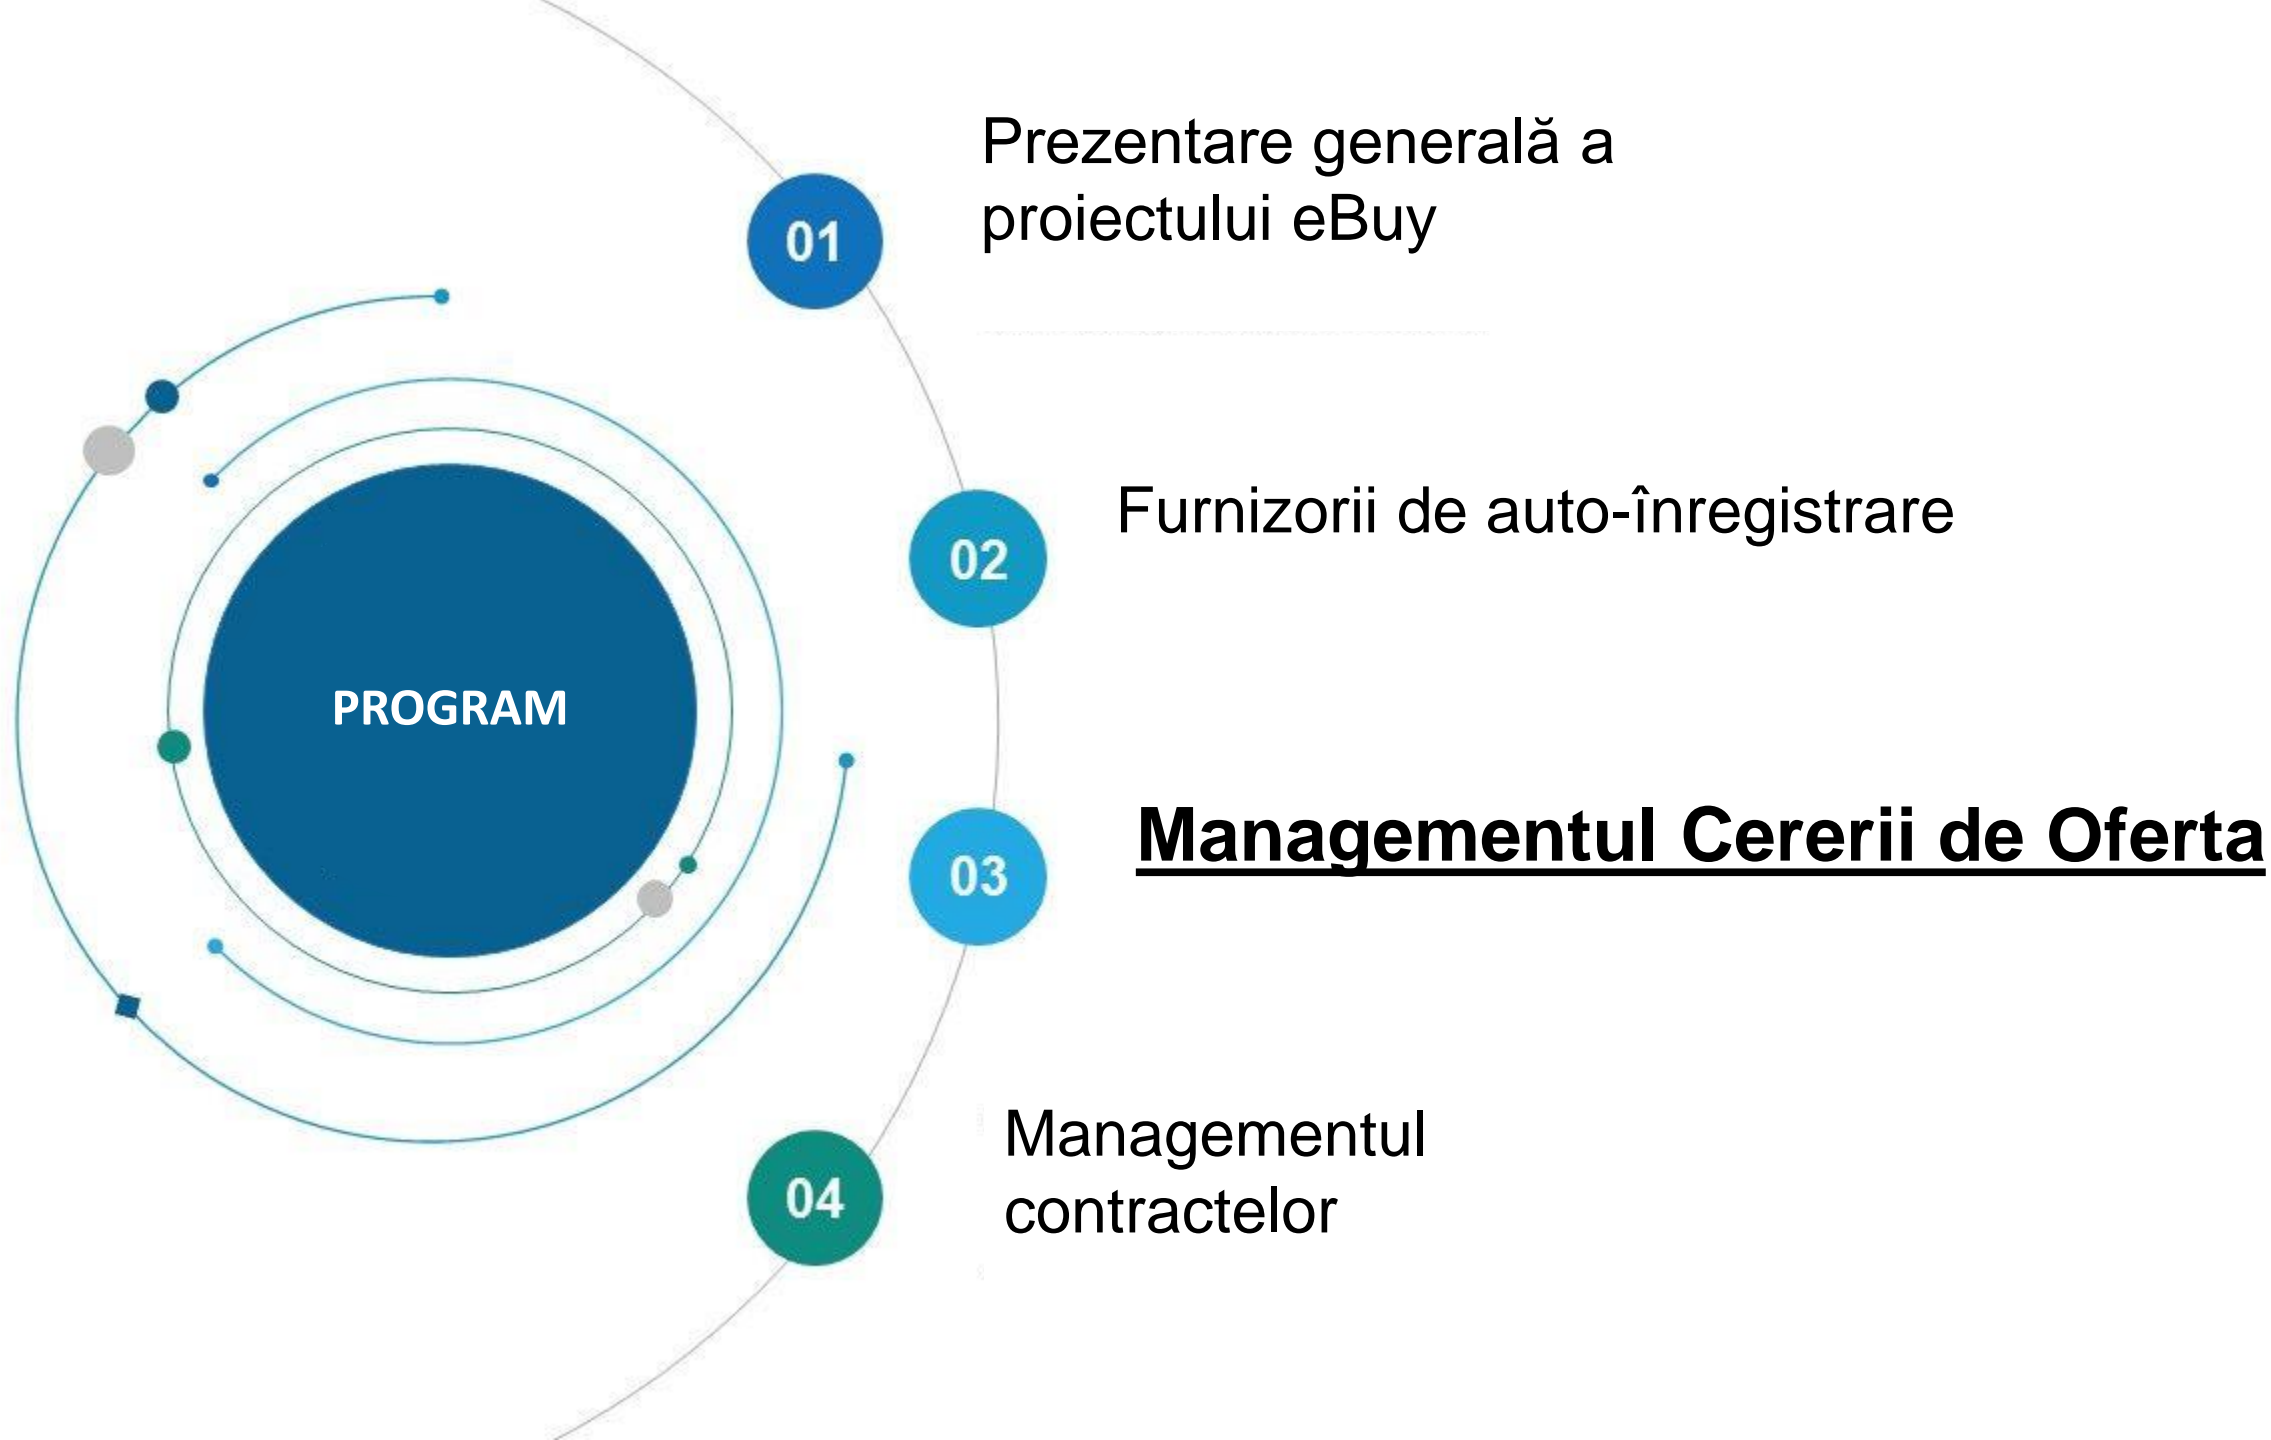 PROGRAM
01
Prezentare generală a
proiectului eBuy
02
Furnizorii de auto-înregistrare
03
Managementul Cererii de Oferta
04
Managementul
contractelor